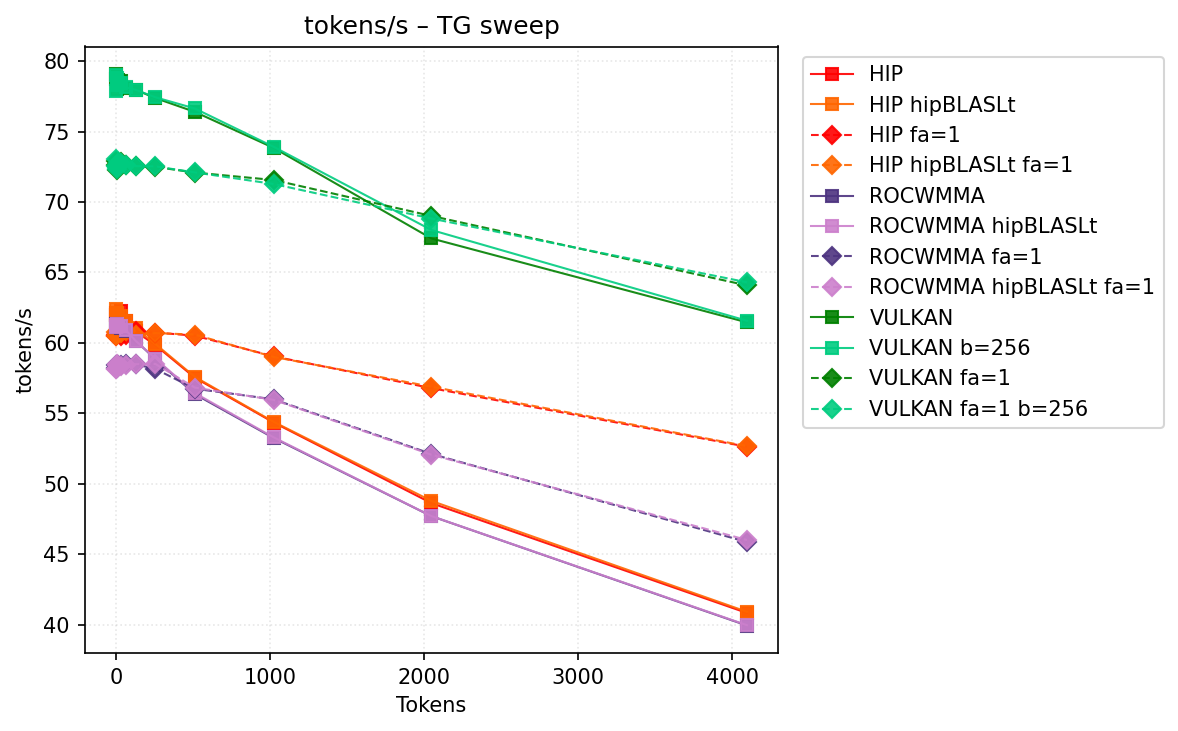 tokens/s – TG sweep
80
75
70
65
60
55
50
45
40
tokens/s
0 1000 2000 3000 4000
Tokens
HIP
HIP hipBLASLt
HIP fa=1
HIP hipBLASLt fa=1
ROCWMMA
ROCWMMA hipBLASLt
ROCWMMA fa=1
ROCWMMA hipBLASLt fa=1
VULKAN
VULKAN b=256
VULKAN fa=1
VULKAN fa=1 b=256